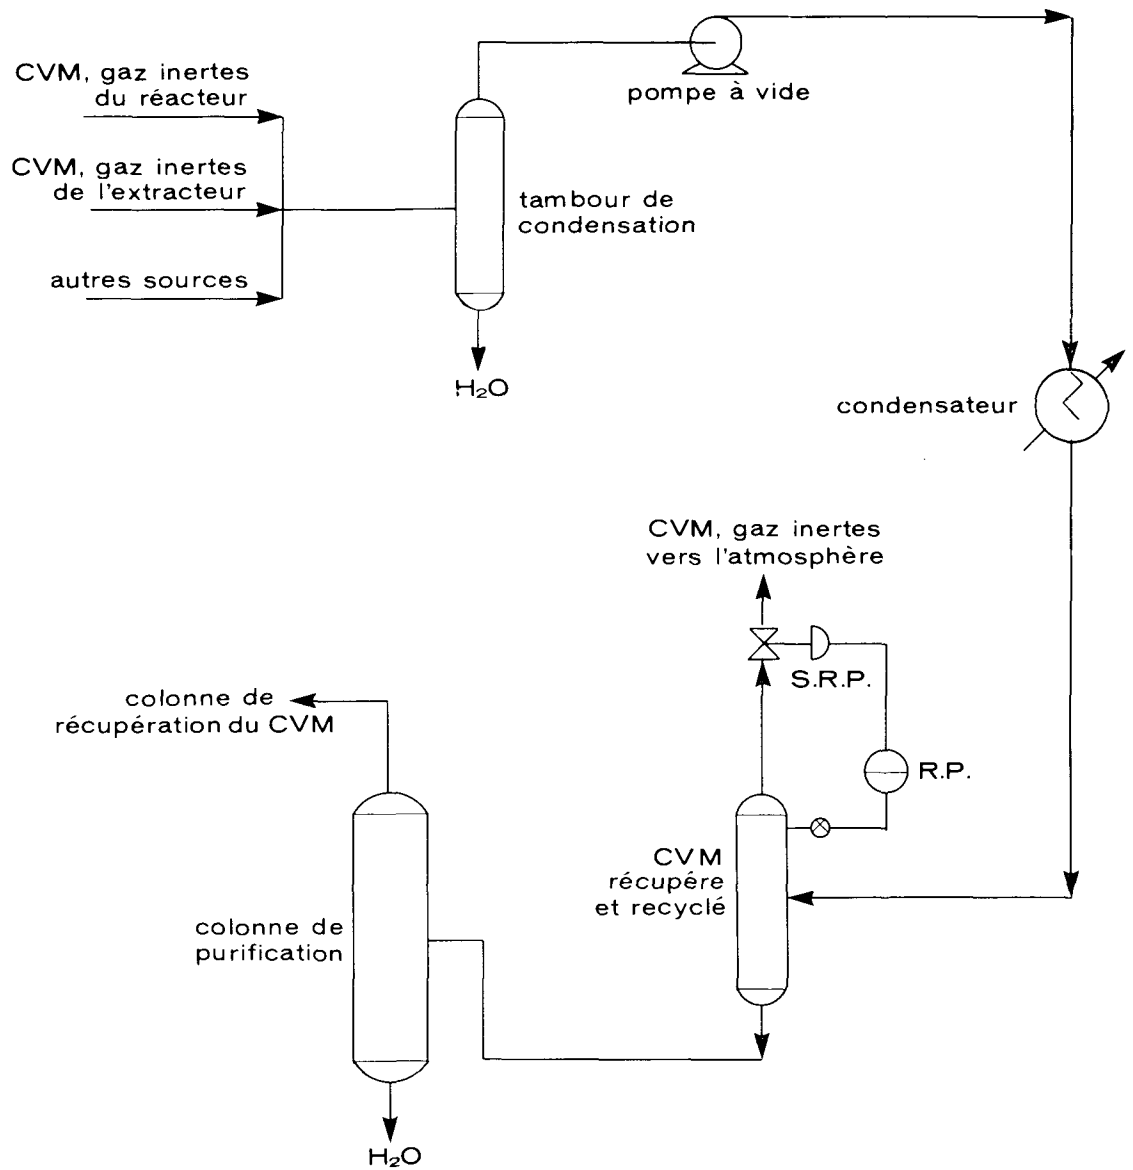 CVM, gaz inertes
du réacteur
pompe à vide
CVM, gaz inertes
de l'extracteur
tambour de
condensation
autres sources
H₂O
condensateur
CVM, gaz inertes
vers l'atmosphère
S.R.P.
colonne de
récupération du CVM
R.P.
CVM
récupére
et recyclé
colonne de
purification
H₂O